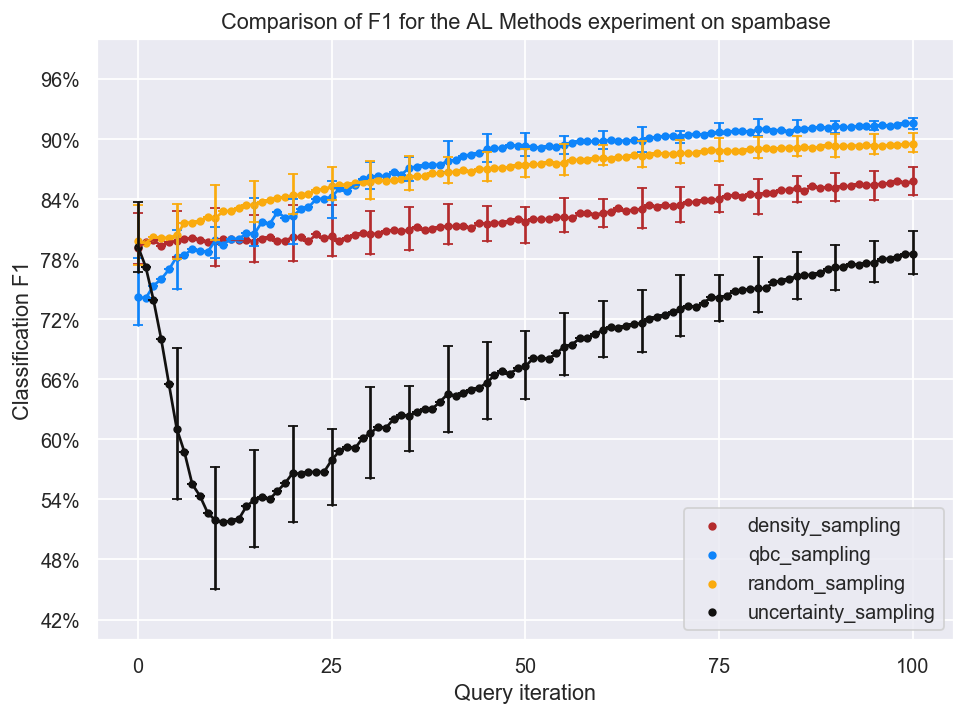 Comparison of F1 for the AL Methods experiment on spambase
96%
90%
84%
78%
72%
66%
60%
54%
48%
42%
Classification F1
density_sampling
qbc_sampling
random_sampling
uncertainty_sampling
0 25 50 75 100
Query iteration